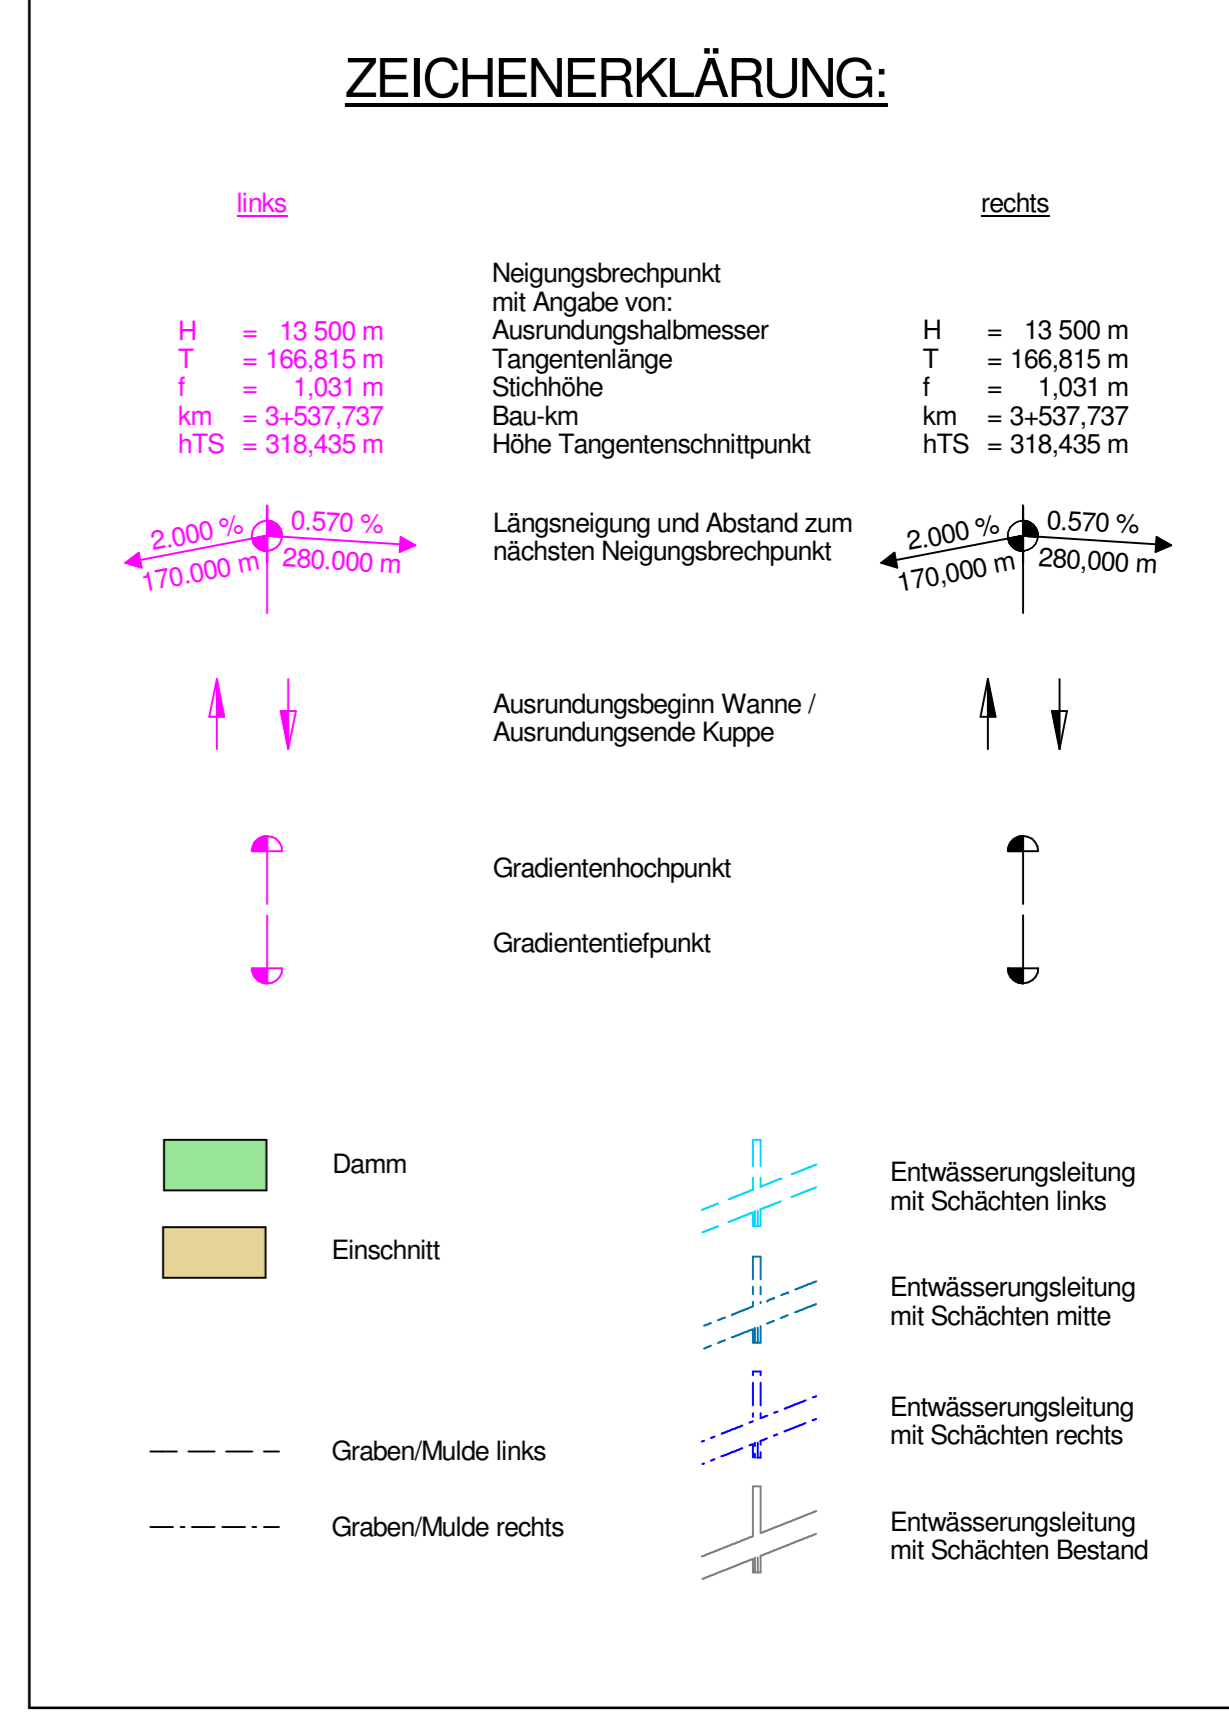 ZEICHENERKLÄRUNG:
links
rechts
Neigungsbrechpunkt
mit Angabe von:
H = 13 500 m Ausrundungshalbmesser H = 13 500 m
T = 166,815 m Tangentenlänge T = 166,815 m
f = 1,031 m Stichhöhe f = 1,031 m
km = 3+537,737 Bau-km km = 3+537,737
hTS = 318,435 m Höhe Tangentenschnittpunkt hTS = 318,435 m
2.000 % 0.570 % Längsneigung und Abstand zum 2.000 % 0.570 %
170.000 m 280.000 m nächsten Neigungsbrechpunkt 170,000 m 280,000 m
Ausrundungsbeginn Wanne /
Ausrundungsende Kuppe
Gradientenhochpunkt
Gradiententiefpunkt
Damm
Einschnitt
Graben/Mulde links
Graben/Mulde rechts
Entwässerungsleitung
mit Schächten links
Entwässerungsleitung
mit Schächten mitte
Entwässerungsleitung
mit Schächten rechts
Entwässerungsleitung
mit Schächten Bestand